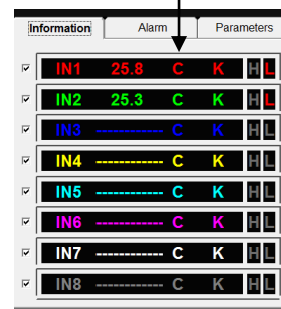 Information Alarm Parameters
IN1 25.8 C K H L
IN2 25.3 C K H L
IN3 ------------ C K H L
IN4 ------------ C K H L
IN5 ------------ C K H L
IN6 ------------ C K H L
IN7 ------------ C K H L
IN8 ------------ C K H L